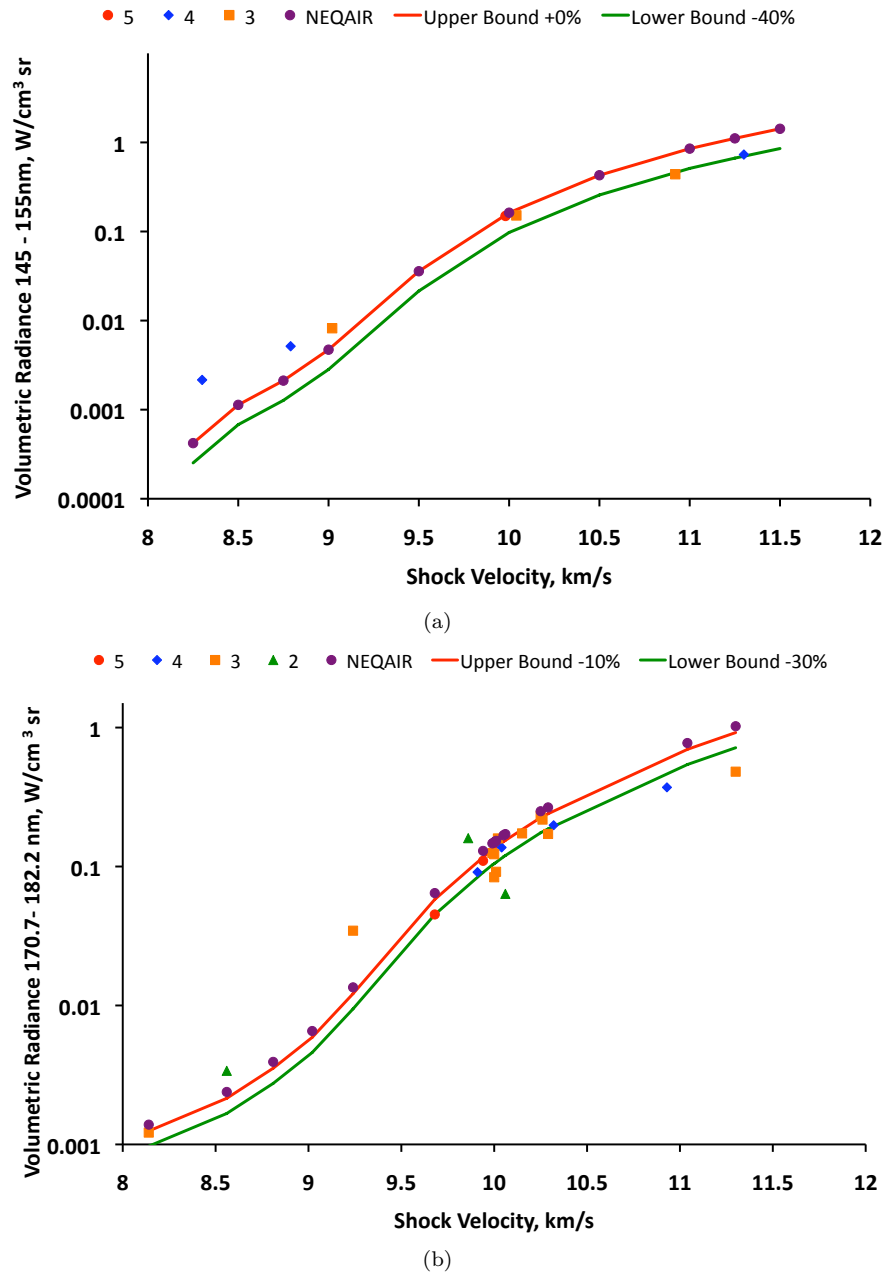 5 4 3 NEQAIR Upper Bound +0% Lower Bound -40%
Volumetric Radiance 145 - 155nm, W/cm³ sr
1
0.1
0.01
0.001
0.0001
8 8.5 9 9.5 10 10.5 11 11.5 12
Shock Velocity, km/s
(a)
5 4 3 2 NEQAIR Upper Bound -10% Lower Bound -30%
Volumetric Radiance 170.7- 182.2 nm, W/cm³ sr
1
0.1
0.01
0.001
8 8.5 9 9.5 10 10.5 11 11.5 12
Shock Velocity, km/s
(b)